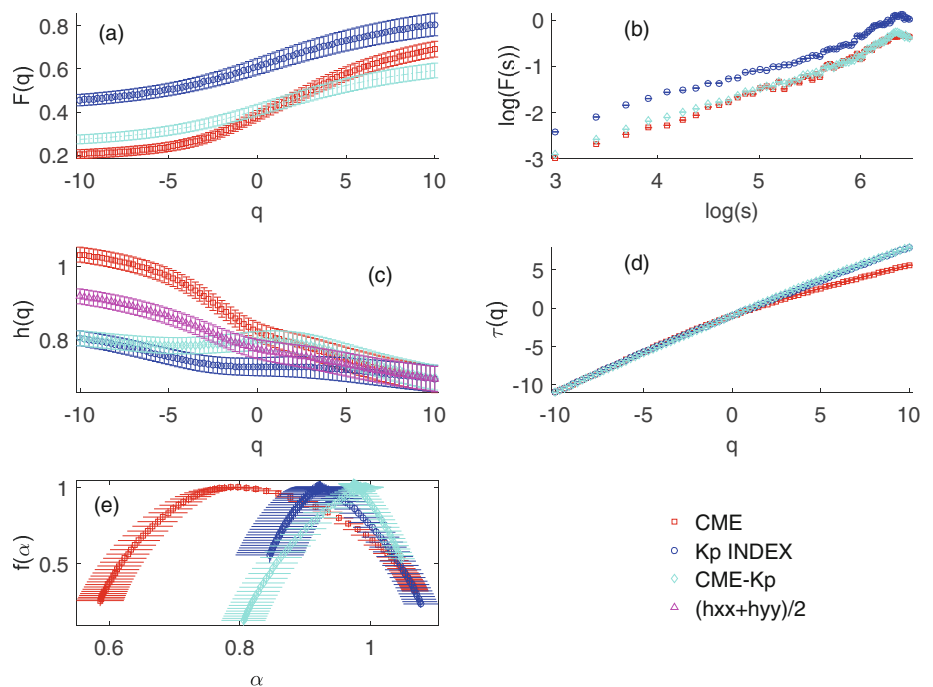 (a)
F(q)
0.8
0.6
0.4
0.2
-10 -5 0 5 10
q
(b)
log(F(s))
0
-1
-2
-3
3 4 5 6
log(s)
(c)
h(q)
1
0.8
-10 -5 0 5 10
q
(d)
τ(q)
5
0
-5
-10
-10 -5 0 5 10
q
(e)
f(α)
1
0.5
0.6 0.8 1
α
CME
Kp INDEX
CME-Kp
(hxx+hyy)/2